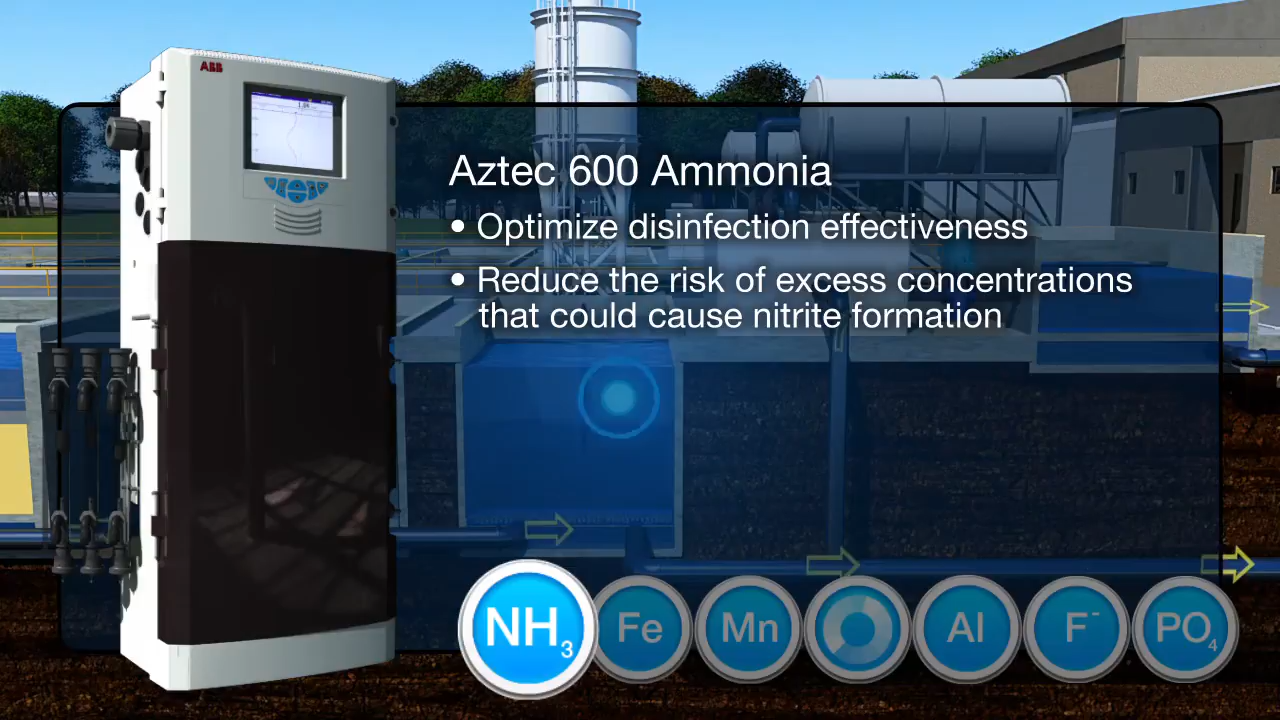 ABB
Aztec 600 Ammonia
• Optimize disinfection effectiveness
• Reduce the risk of excess concentrations
that could cause nitrite formation
NH₃
Fe
Mn
Al
F⁻
PO₄